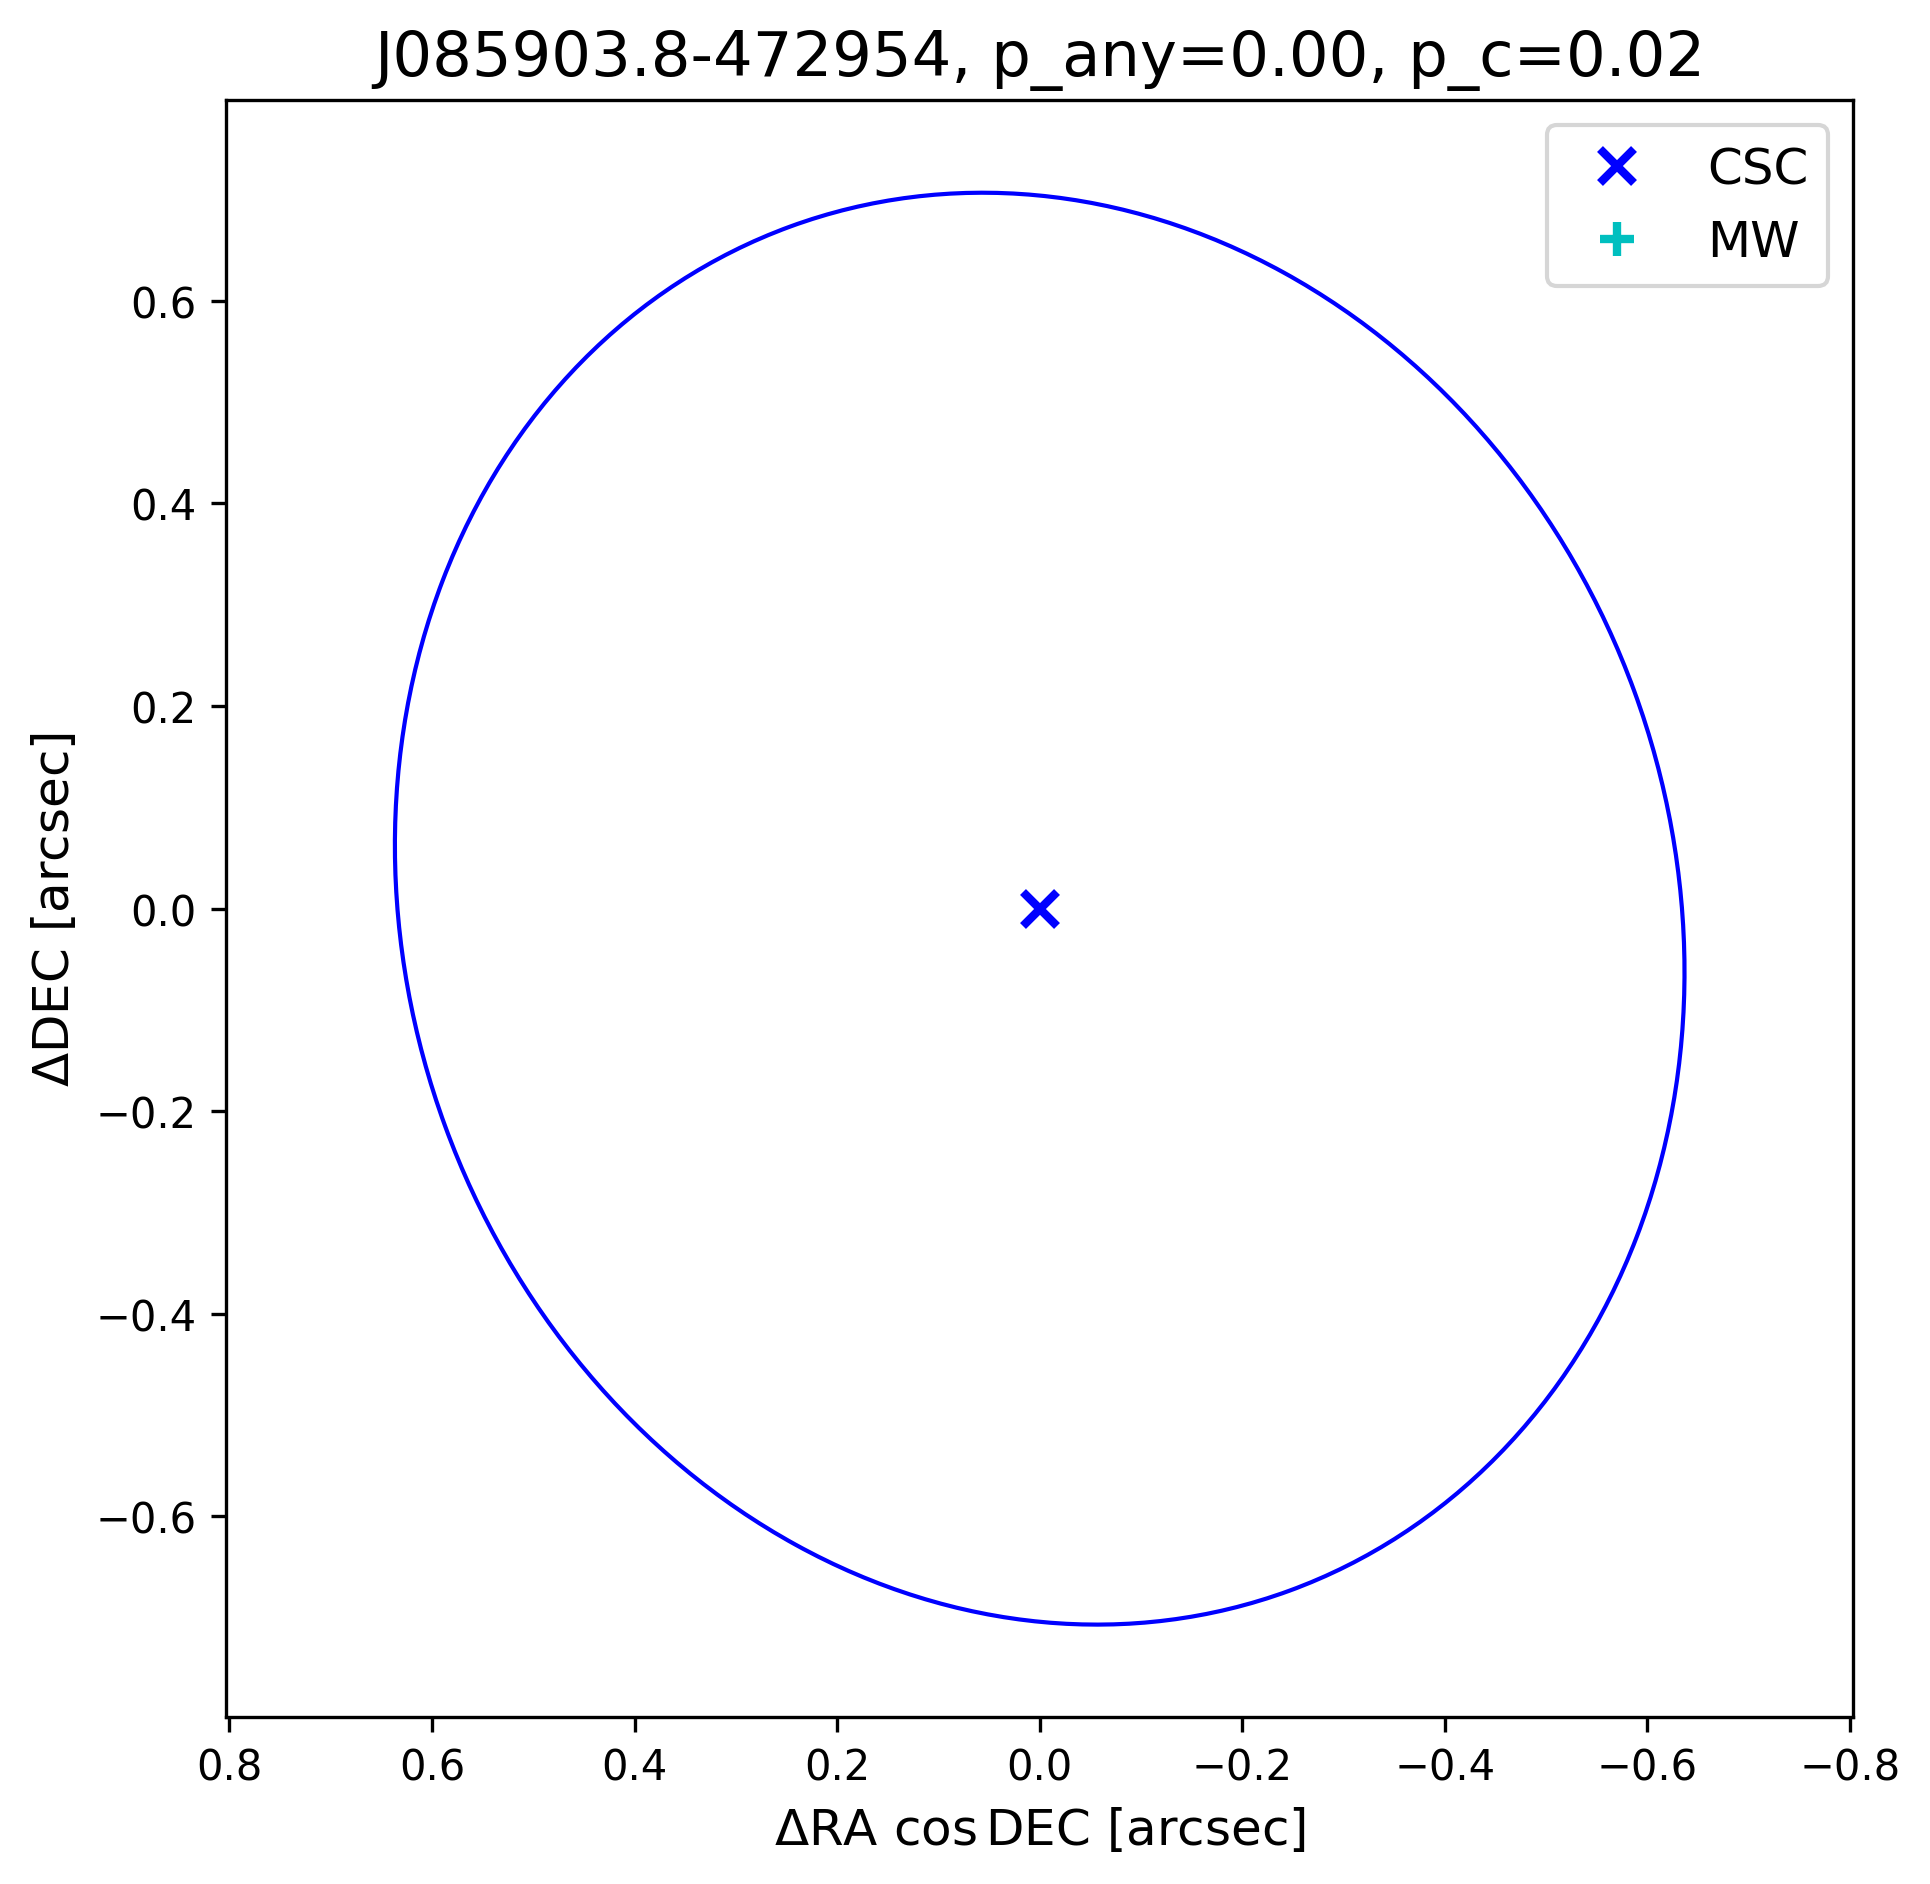 J085903.8-472954, p_any=0.00, p_c=0.02
CSC
MW
0.6
0.4
0.2
0.0
−0.2
−0.4
−0.6
ΔDEC [arcsec]
0.8 0.6 0.4 0.2 0.0 −0.2 −0.4 −0.6 −0.8
ΔRA cos DEC [arcsec]